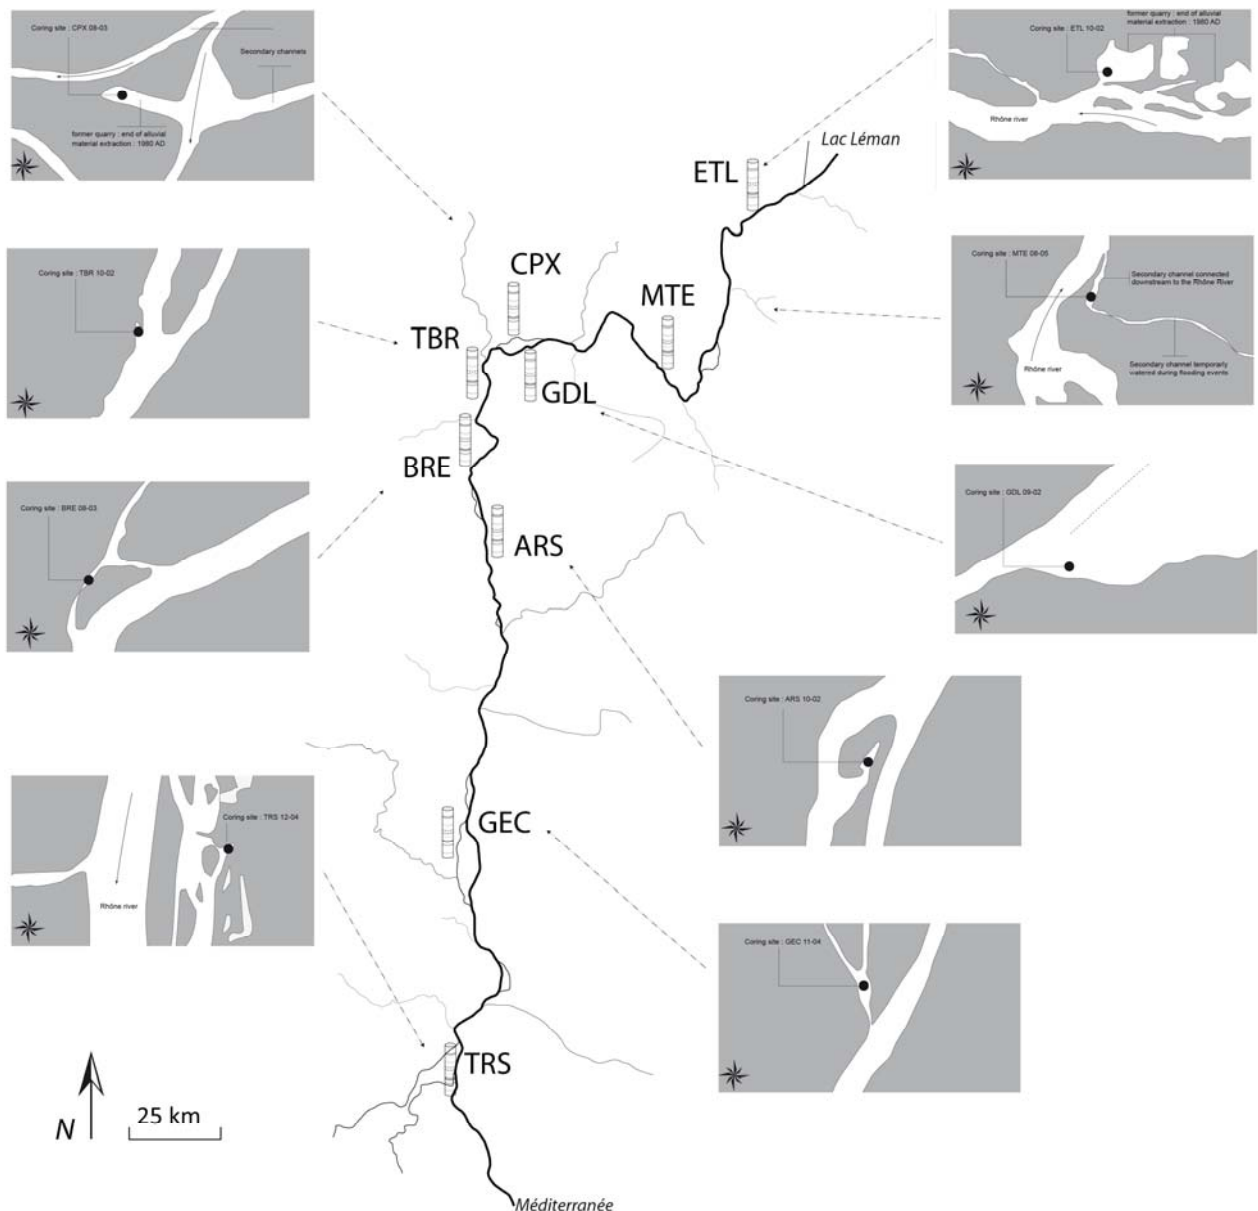 Coring site : CPX 08-03
Secondary channels
former quarry : end of alluvial
material extraction : 1980 AD
former quarry : end of alluvial
material extraction : 1980 AD
Coring site : ETL 10-02
Rhône river
Lac Léman
ETL
CPX
MTE
TBR
GDL
BRE
ARS
GEC
TRS
Coring site : TBR 10-02
Coring site : MTE 08-05
Secondary channel connected
downstream to the Rhône River
Rhône river
Secondary channel temporarily
watered during flooding events
Coring site : BRE 08-03
Coring site : GDL 09-02
Coring site : ARS 10-02
Coring site : TRS 12-04
Rhône river
Coring site : GEC 11-04
N
25 km
Méditerranée